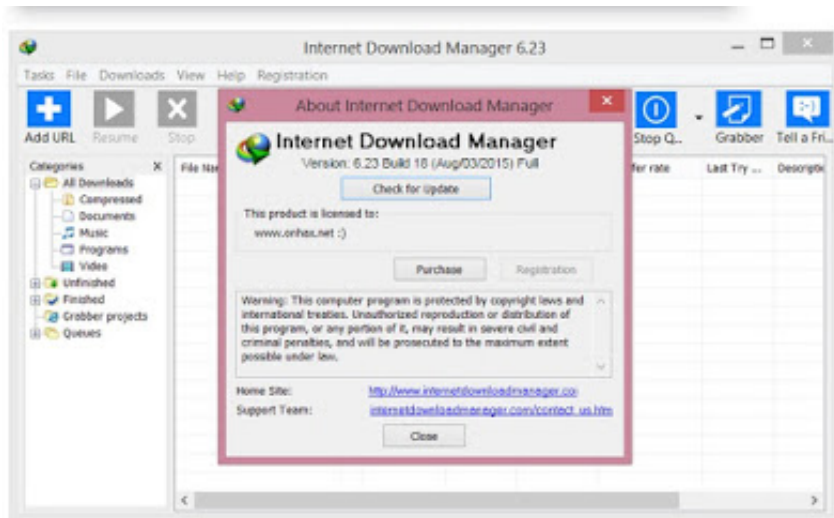 Internet Download Manager 6.23
Tasks File Downloads View Help Registration
Add URL
Resume
Stop
Stop Q...
Grabber
Tell a Fri...
Categories
X
All Downloads
Compressed
Documents
Music
Programs
Video
Unfinished
Finished
Grabber projects
Queues
File Nam
fer rate
Last Try ...
Descriptio
About Internet Download Manager
Internet Download Manager
Version: 6.23 Build 18 (Aug/03/2015) Full
Check for Update
This product is licensed to:
www.onhax.net :)
Purchase
Registration
Warning: This computer program is protected by copyright laws and
international treaties. Unauthorized reproduction or distribution of
this program, or any portion of it, may result in severe civil and
criminal penalties, and will be prosecuted to the maximum extent
possible under law.
Home Site:
http://www.internetdownloadmanager.coi
Support Team:
internetdownloadmanager.com/contact_us.htm
Close